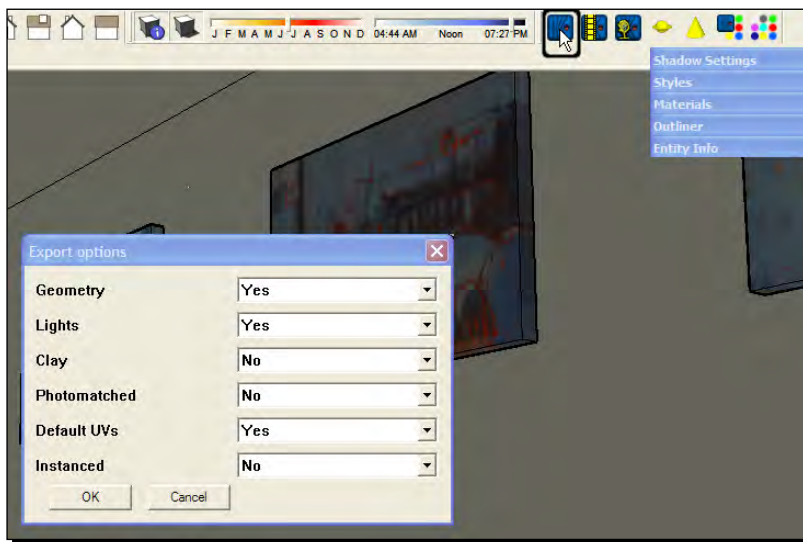 J F M A M J J A S O N D 04:44 AM Noon 07:27 PM
Shadow Settings
Styles
Materials
Outliner
Entity Info
Export options
Geometry Yes
Lights Yes
Clay No
Photomatched No
Default UVs Yes
Instanced No
OK Cancel